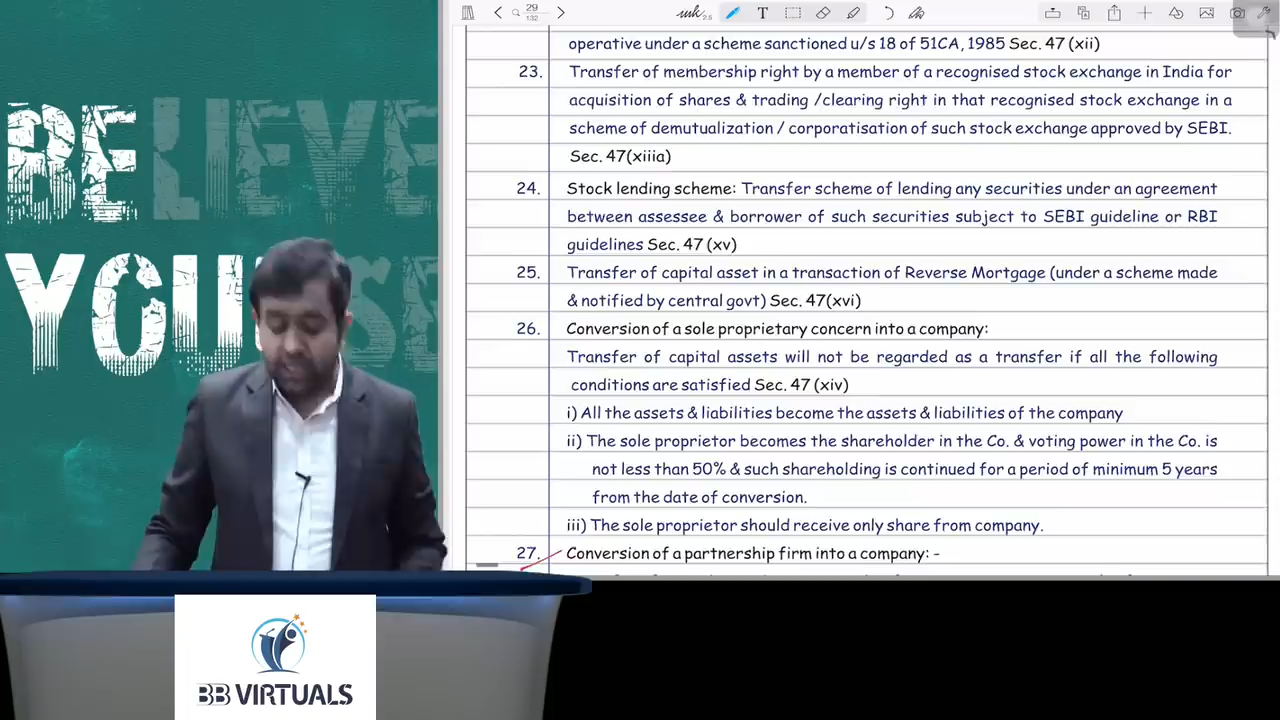 BELIEVE
YOU SE
29
132
2.5
T
operative under a scheme sanctioned u/s 18 of 51CA, 1985 Sec. 47 (xii)
23. Transfer of membership right by a member of a recognised stock exchange in India for
acquisition of shares & trading /clearing right in that recognised stock exchange in a
scheme of demutualization / corporatisation of such stock exchange approved by SEBI.
Sec. 47(xiiia)
24. Stock lending scheme: Transfer scheme of lending any securities under an agreement
between assessee & borrower of such securities subject to SEBI guideline or RBI
guidelines Sec. 47 (xv)
25. Transfer of capital asset in a transaction of Reverse Mortgage (under a scheme made
& notified by central govt) Sec. 47(xvi)
26. Conversion of a sole proprietary concern into a company:
Transfer of capital assets will not be regarded as a transfer if all the following
conditions are satisfied Sec. 47 (xiv)
i) All the assets & liabilities become the assets & liabilities of the company
ii) The sole proprietor becomes the shareholder in the Co. & voting power in the Co. is
not less than 50% & such shareholding is continued for a period of minimum 5 years
from the date of conversion.
iii) The sole proprietor should receive only share from company.
27. Conversion of a partnership firm into a company: -
BB VIRTUALS